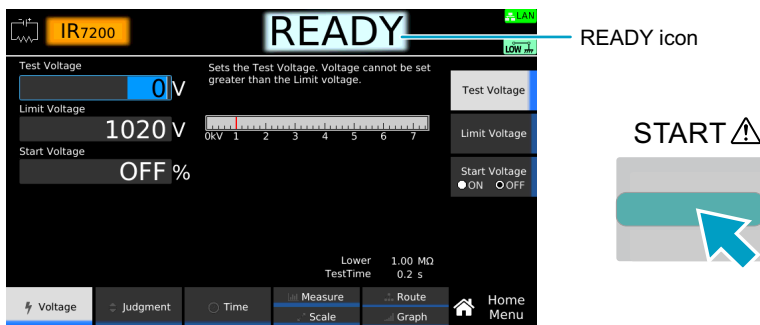 IR7200
READY
LAN
LOW
READY icon
Test Voltage
0 V
Sets the Test Voltage. Voltage cannot be set
greater than the Limit voltage.
Limit Voltage
1020 V
0kV 1 2 3 4 5 6 7
Start Voltage
OFF %
Test Voltage
Limit Voltage
Start Voltage
ON OFF
START
Lower 1.00 MΩ
TestTime 0.2 s
Voltage
Judgment
Time
Measure
Scale
Route
Graph
Home
Menu